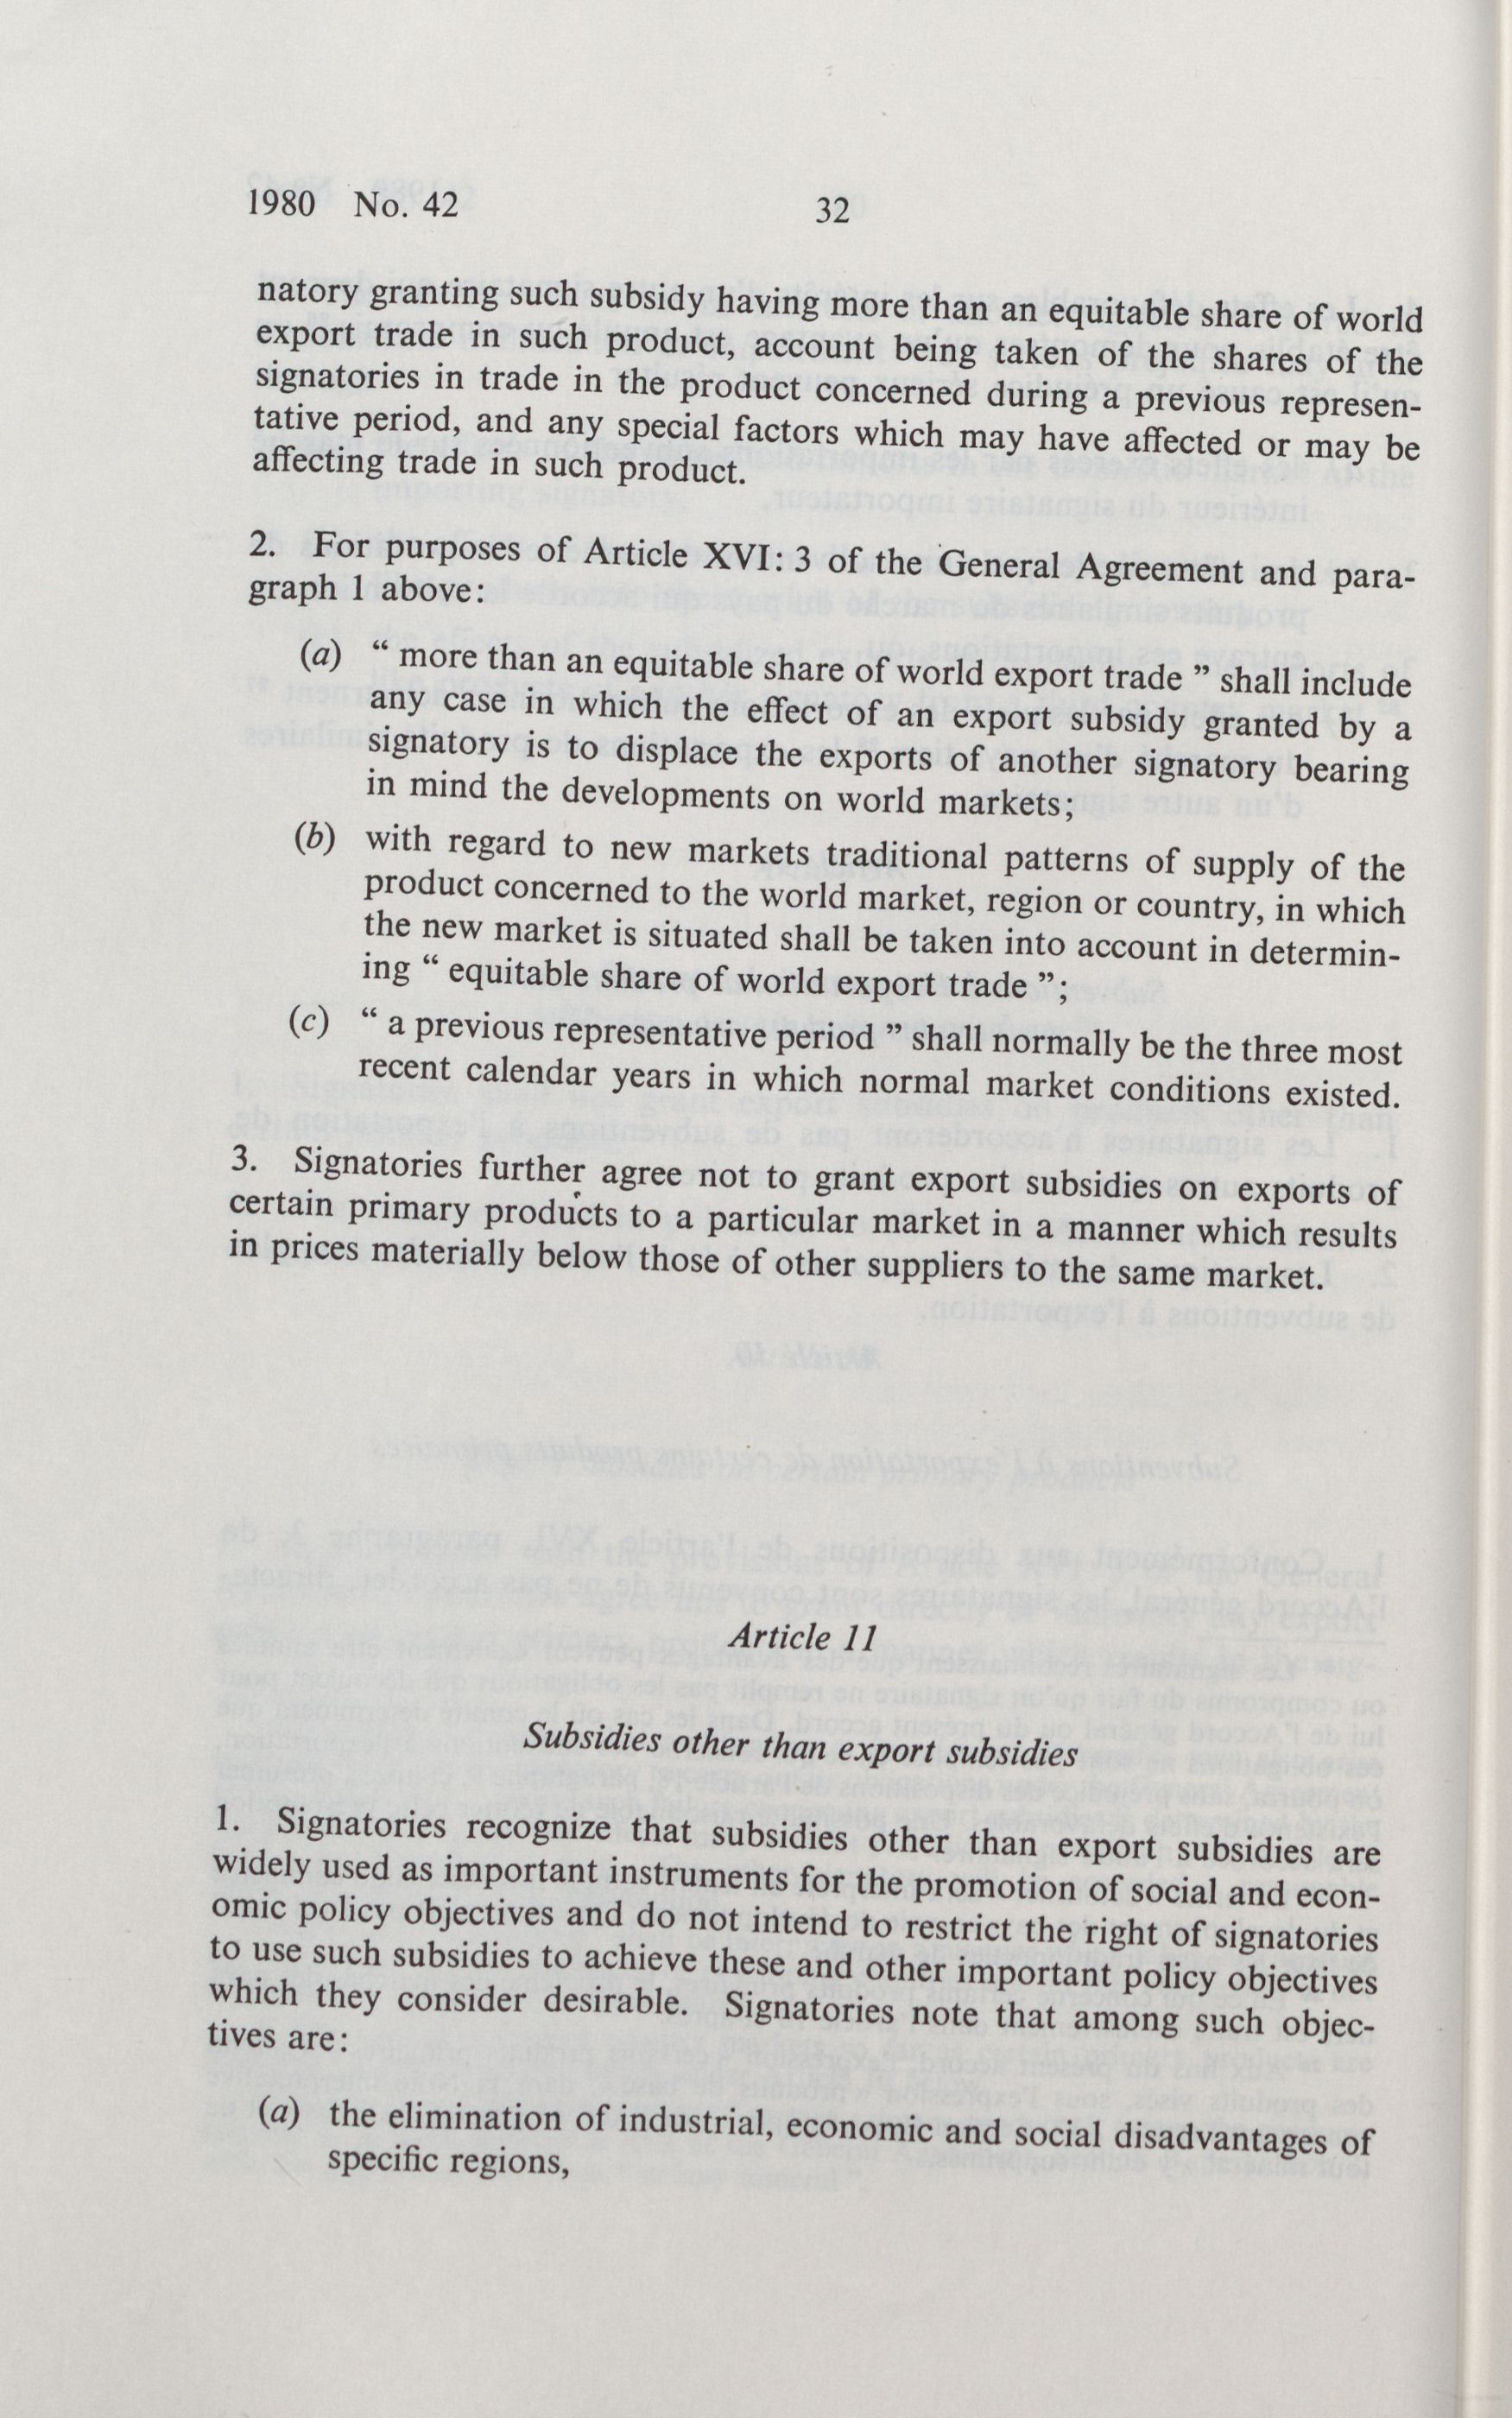 1980 No. 42
32
natory granting such subsidy having more than an equitable share of world
export trade in such product, account being taken of the shares of the
signatories in trade in the product concerned during a previous represen-
tative period, and any special factors which may have affected or may be
affecting trade in such product.
2. For purposes of Article XVI: 3 of the General Agreement and para-
graph 1 above:
(a) “ more than an equitable share of world export trade ” shall include
any case in which the effect of an export subsidy granted by a
signatory is to displace the exports of another signatory bearing
in mind the developments on world markets;
(b) with regard to new markets traditional patterns of supply of the
product concerned to the world market, region or country, in which
the new market is situated shall be taken into account in determin-
ing “ equitable share of world export trade ”;
(c) “ a previous representative period ” shall normally be the three most
recent calendar years in which normal market conditions existed.
3. Signatories further agree not to grant export subsidies on exports of
certain primary products to a particular market in a manner which results
in prices materially below those of other suppliers to the same market.
Article 11
Subsidies other than export subsidies
1. Signatories recognize that subsidies other than export subsidies are
widely used as important instruments for the promotion of social and econ-
omic policy objectives and do not intend to restrict the right of signatories
to use such subsidies to achieve these and other important policy objectives
which they consider desirable. Signatories note that among such objec-
tives are:
(a) the elimination of industrial, economic and social disadvantages of
specific regions,